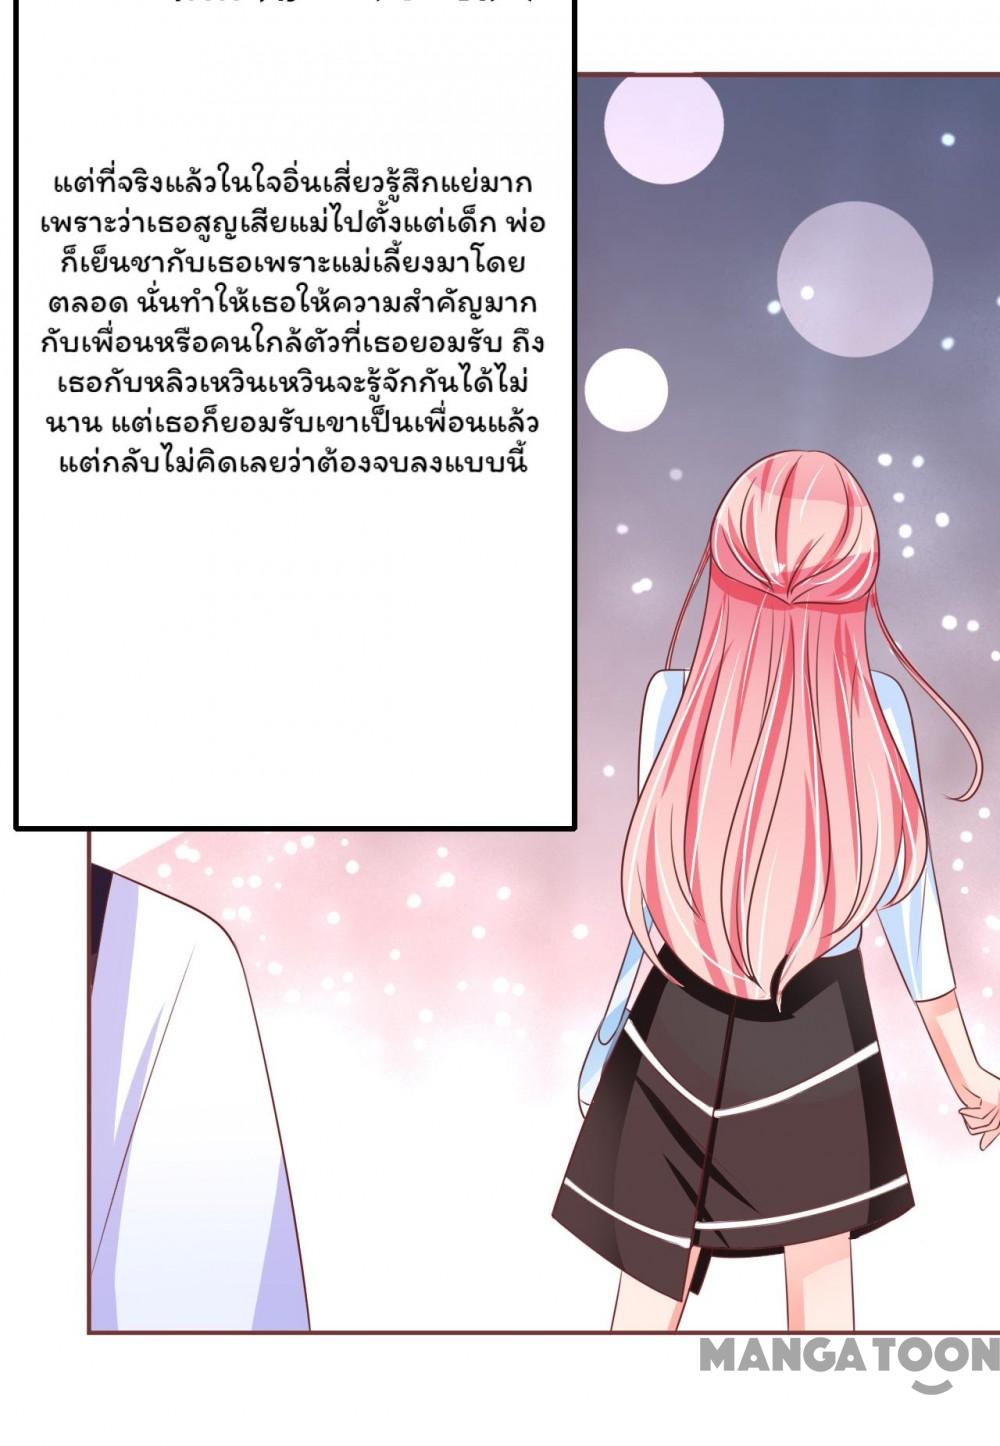 แต่ที่จริงแล้วในใจอิ่นเสี่ยวรู้สึกแย่มาก
เพราะว่าเธอสูญเสียแม่ไปตั้งแต่เด็ก พ่อ
ก็เย็นชากับเธอเพราะแม่เลี้ยงมาโดย
ตลอด นั่นทำให้เธอให้ความสำคัญมาก
กับเพื่อนหรือคนใกล้ตัวที่เธอยอมรับ ถึง
เธอกับหลิวเหวินเหวินจะรู้จักกันได้ไม่
นาน แต่เธอก็ยอมรับเขาเป็นเพื่อนแล้ว
แต่กลับไม่คิดเลยว่าต้องจบลงแบบนี้
MANGATOON